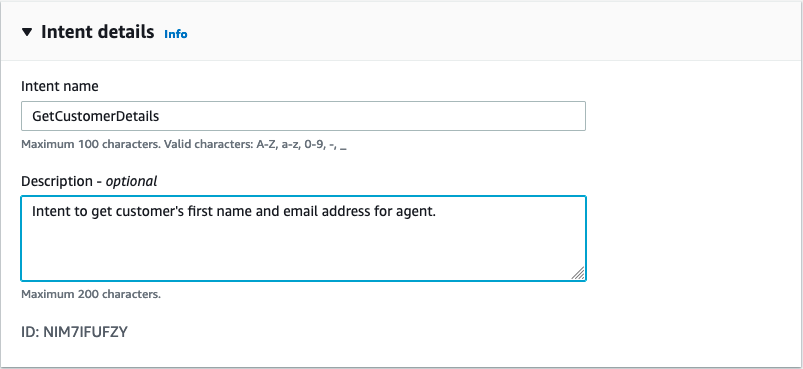 Intent details Info
Intent name
GetCustomerDetails
Maximum 100 characters. Valid characters: A-Z, a-z, 0-9, -, _
Description - optional
Intent to get customer's first name and email address for agent.
Maximum 200 characters.
ID: NIM7IFUFZY